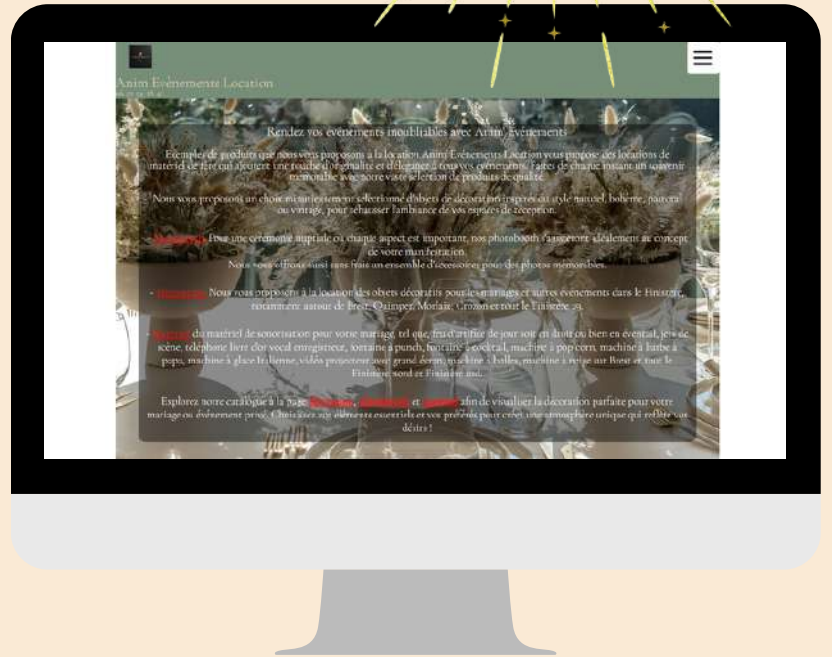 Anim Evénements Location
Rendez vos événements inoubliables avec Anim' Evénements
Exemples de produits que nous vous proposons à la location Anim Evénements Location vous propose des locations de
matériel de fête qui ajoutent une touche d'originalité et d'élégance à tous vos événements. Faites de chaque instant un souvenir
mémorable avec notre vaste sélection de produits de qualité.
Nous vous proposons un choix minutieusement sélectionné d'objets de décoration inspirés du style naturel, bohème, pampa
ou vintage, pour rehausser l'ambiance de vos espaces de réception.
- Pour une cérémonie nuptiale où chaque aspect est important, nos photobooth s'avèreront idéalement au concept
de votre manifestation.
Nous vous offrons aussi sans frais un ensemble d'accessoires pour des photos mémorables.
- Nous vous proposons à la location des objets décoratifs pour les mariages et autres événements dans le Finistère,
notamment autour de Brest, Quimper, Morlaix, Crozon et tout le Finistère 29.
- du matériel de sonorisation pour votre mariage, tel que, feu d'artifice de jour soit en droit ou bien en éventail, jeux de
scène, téléphone livre d'or vocal enregistreur, fontaine à punch, fontaine à cocktail, machine à pop corn, machine à barbe à
papa, machine à glace Italienne, vidéo projecteur avec grand écran, machine à bulles, machine à neige sur Brest et tout le
Finistère nord et Finistère sud.
Explorez notre catalogue à la page , et afin de visualiser la décoration parfaite pour votre
mariage ou événement privé. Choisissez vos éléments essentiels et vos préférés pour créer une atmosphère unique qui reflète vos
désirs !